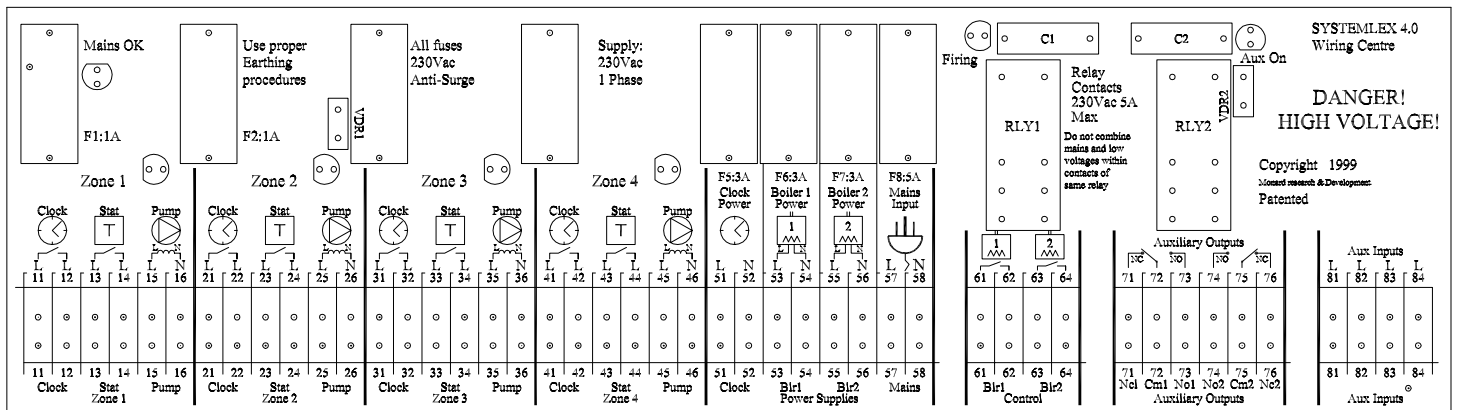 Mains OK
F1:1A
Use proper
Earthing
procedures
F2:1A
VDR1
All fuses
230Vac
Anti-Surge
Supply:
230Vac
1 Phase
Firing
C1
C2
Aux On
RLY1
Relay
Contacts
230Vac 5A
Max
Do not combine
mains and low
voltages within
contacts of
same relay
RLY2
VDR2
SYSTEMLEX 4.0
Wiring Centre
DANGER!
HIGH VOLTAGE!
Copyright 1999
Monard research & Development
Patented
Zone 1
Zone 2
Zone 3
Zone 4
F5:3A
Clock
Power
F6:3A
Boiler 1
Power
F7:3A
Boiler 2
Power
F8:5A
Mains
Input
Clock Stat Pump
Clock Stat Pump
Clock Stat Pump
Clock Stat Pump
T
T
T
T
1
2
1
2
Auxiliary Outputs
NC NO NO NC
Aux Inputs
L L L L L N
L L L L L N
L L L L L N
L L L L L N
L N L N L N L N
L L L L
11 12 13 14 15 16
21 22 23 24 25 26
31 32 33 34 35 36
41 42 43 44 45 46
51 52 53 54 55 56 57 58
61 62 63 64
71 72 73 74 75 76
81 82 83 84
11 12 13 14 15 16
21 22 23 24 25 26
31 32 33 34 35 36
41 42 43 44 45 46
51 52 53 54 55 56 57 58
61 62 63 64
71 72 73 74 75 76
81 82 83 84
Clock Stat Pump
Zone 1
Clock Stat Pump
Zone 2
Clock Stat Pump
Zone 3
Clock Stat Pump
Zone 4
Clock Blr1 Blr2 Mains
Power Supplies
Blr1 Blr2
Control
Nc1 Cm1 No1 No2 Cm2 Nc2
Auxiliary Outputs
Aux Inputs